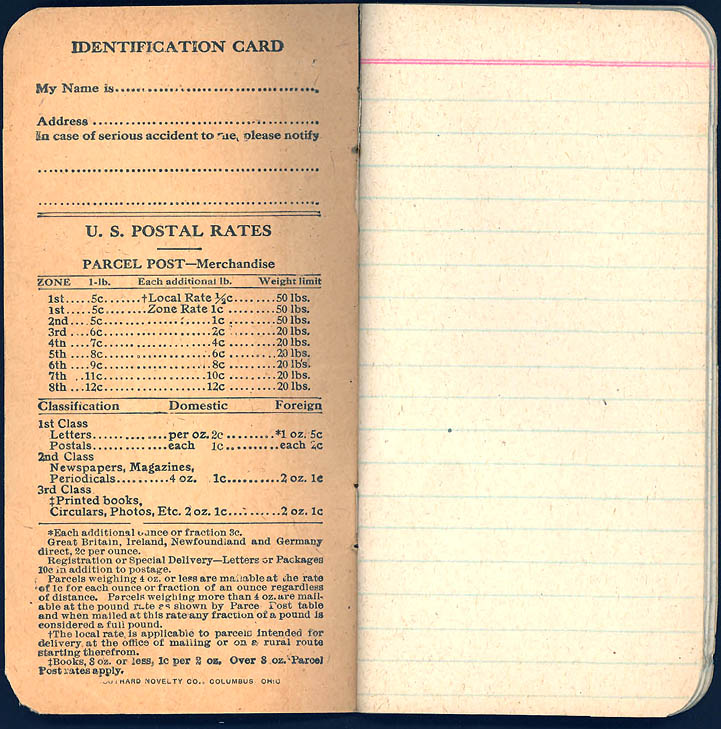 IDENTIFICATION CARD
My Name is....................................
Address ....................................
In case of serious accident to me, please notify
....................................
....................................
U. S. POSTAL RATES
PARCEL POST—Merchandise
ZONE 1-lb. Each additional lb. Weight limit
1st.....5c.......†Local Rate ½c........50 lbs.
1st.....5c........Zone Rate 1c.........50 lbs.
2nd ....5c....................1c.........50 lbs.
3rd ....6c....................2c.........20 lbs.
4th ....7c....................4c.........20 lbs.
5th ....8c....................6c.........20 lbs.
6th ....9c....................8c.........20 lbs.
7th ...11c...................10c.........20 lbs.
8th ...12c...................12c.........20 lbs.
Classification Domestic Foreign
1st Class
Letters.............per oz. 2c.........*1 oz. 5c
Postals.............each 1c.........each 2c
2nd Class
Newspapers, Magazines,
Periodicals.........4 oz. 1c.........2 oz. 1c
3rd Class
‡Printed books,
Circulars, Photos, Etc. 2 oz. 1c.........2 oz. 1c
*Each additional ounce or fraction 3c.
Great Britain, Ireland, Newfoundland and Germany
direct, 2c per ounce.
Registration or Special Delivery—Letters or Packages
10c in addition to postage.
Parcels weighing 4 oz. or less are mailable at the rate
of 1c for each ounce or fraction of an ounce regardless
of distance. Parcels weighing more than 4 oz. are mail-
able at the pound rate as shown by Parce Post table
and when mailed at this rate any fraction of a pound is
considered a full pound.
†The local rate is applicable to parcels intended for
delivery at the office of mailing or on a rural route
starting therefrom.
‡Books, 8 oz. or less, 1c per 2 oz. Over 8 oz. Parcel
Post rates apply.
NOVELTY CO., COLUMBUS, OHIO